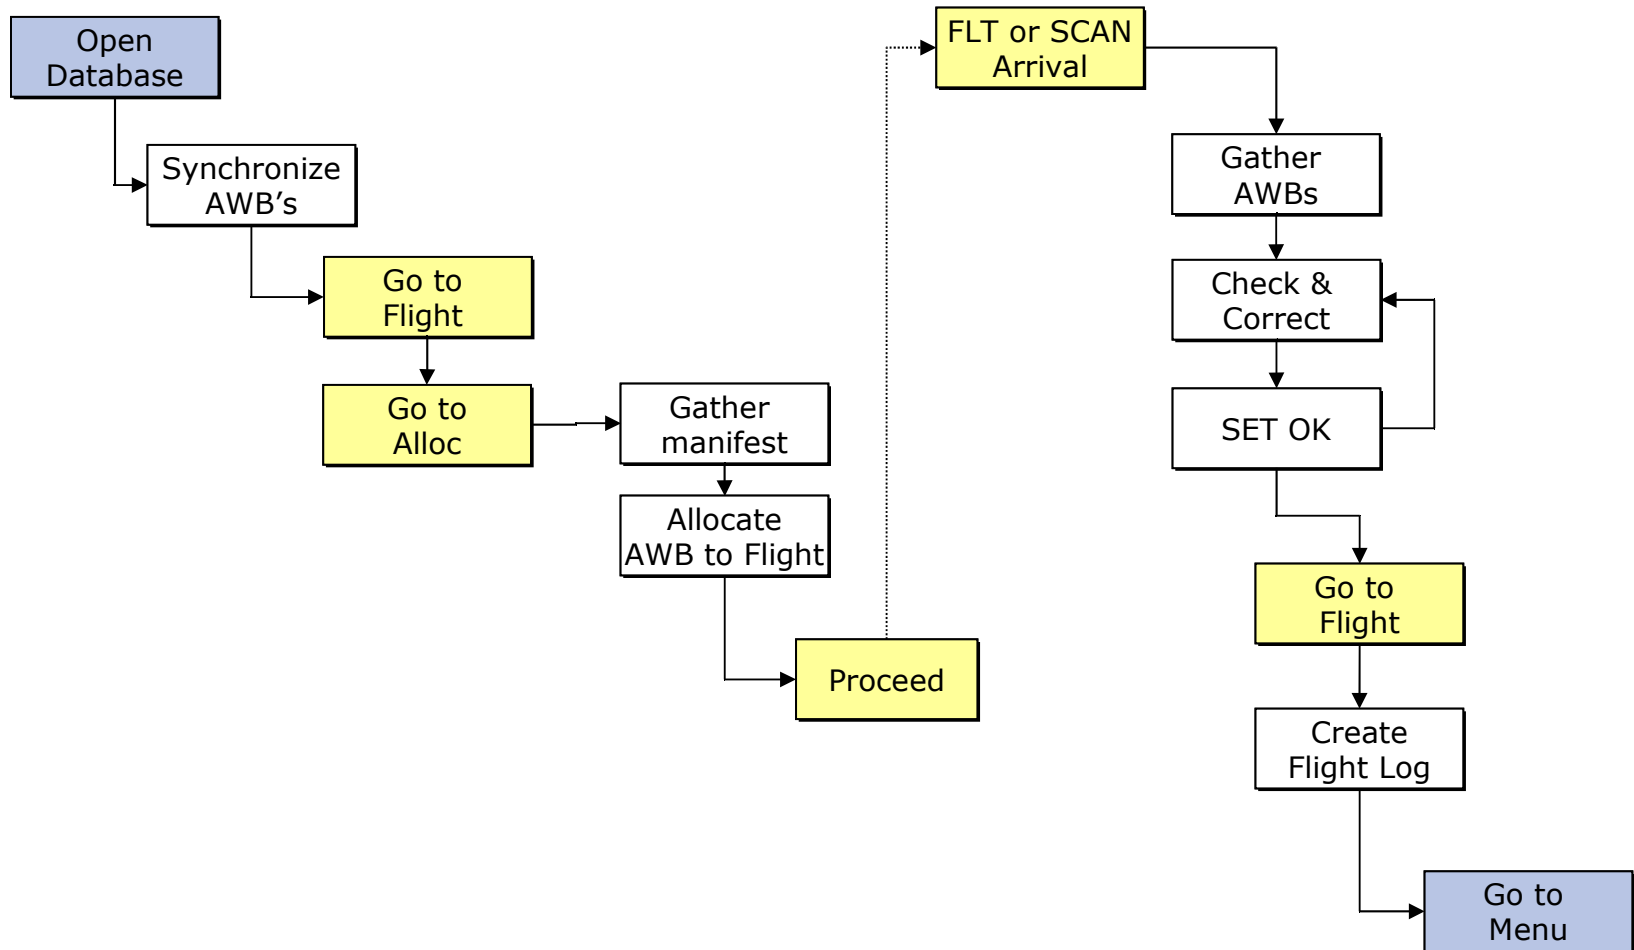 Open
Database
Synchronize
AWB’s
Go to
Flight
Go to
Alloc
Gather
manifest
Allocate
AWB to Flight
Proceed
FLT or SCAN
Arrival
Gather
AWBs
Check &
Correct
SET OK
Go to
Flight
Create
Flight Log
Go to
Menu